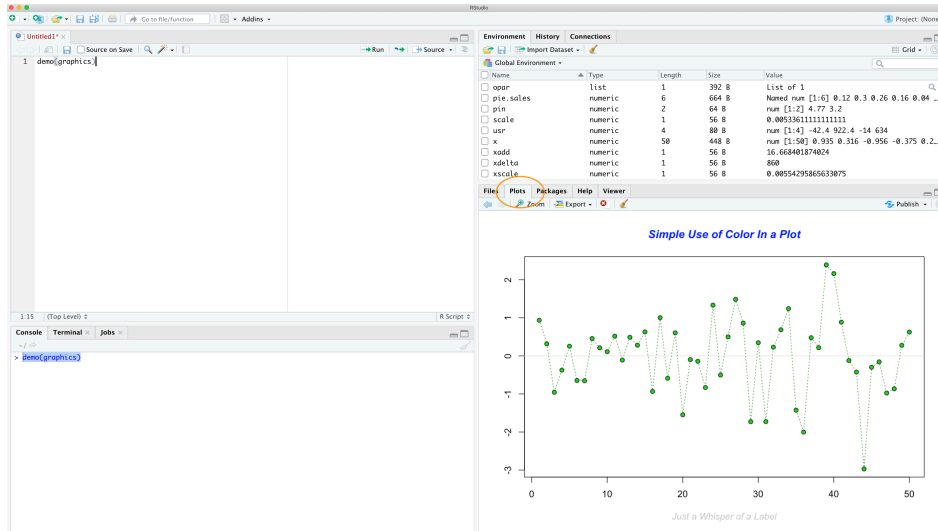 RStudio
Go to file/function
Addins
Project: (None
Untitled1*
Source on Save
Run
Source
1 demo(graphics)
1:15 (Top Level) R Script
Console Terminal Jobs
~/
> demo(graphics)
Environment History Connections
Import Dataset
Grid
Global Environment
Name Type Length Size Value
opar list 1 392 B List of 1
pie.sales numeric 6 664 B Named num [1:6] 0.12 0.3 0.26 0.16 0.04 …
pin numeric 2 64 B num [1:2] 4.77 3.2
scale numeric 1 56 B 0.00533611111111111
usr numeric 4 80 B num [1:4] -42.4 922.4 -14 634
x numeric 50 448 B num [1:50] 0.935 0.316 -0.956 -0.375 0.2…
xadd numeric 1 56 B 16.668401874024
xdelta numeric 1 56 B 860
xscale numeric 1 56 B 0.00554295865633075
Files Plots Packages Help Viewer
Zoom Export Publish
Simple Use of Color In a Plot
2
1
0
-1
-2
-3
0 10 20 30 40 50
Just a Whisper of a Label